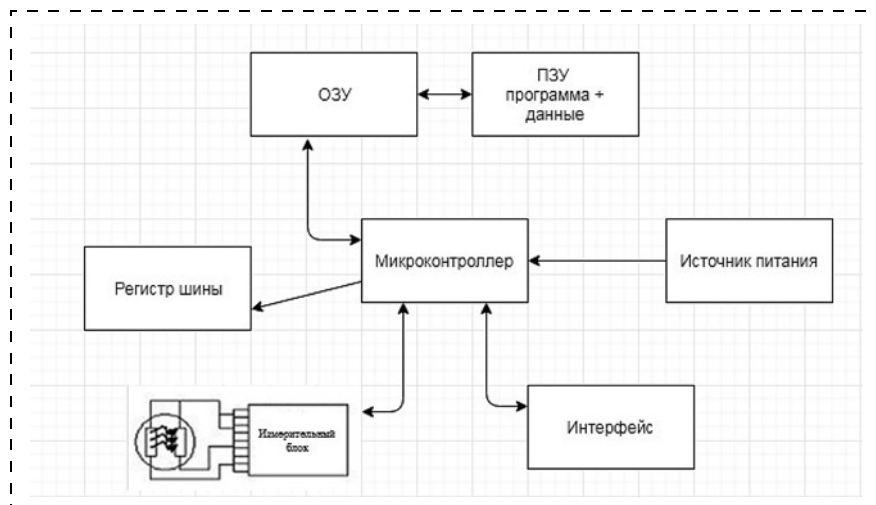 ОЗУ
ПЗУ
программа +
данные
Микроконтроллер
Источник питания
Регистр шины
Измерительный
блок
Интерфейс